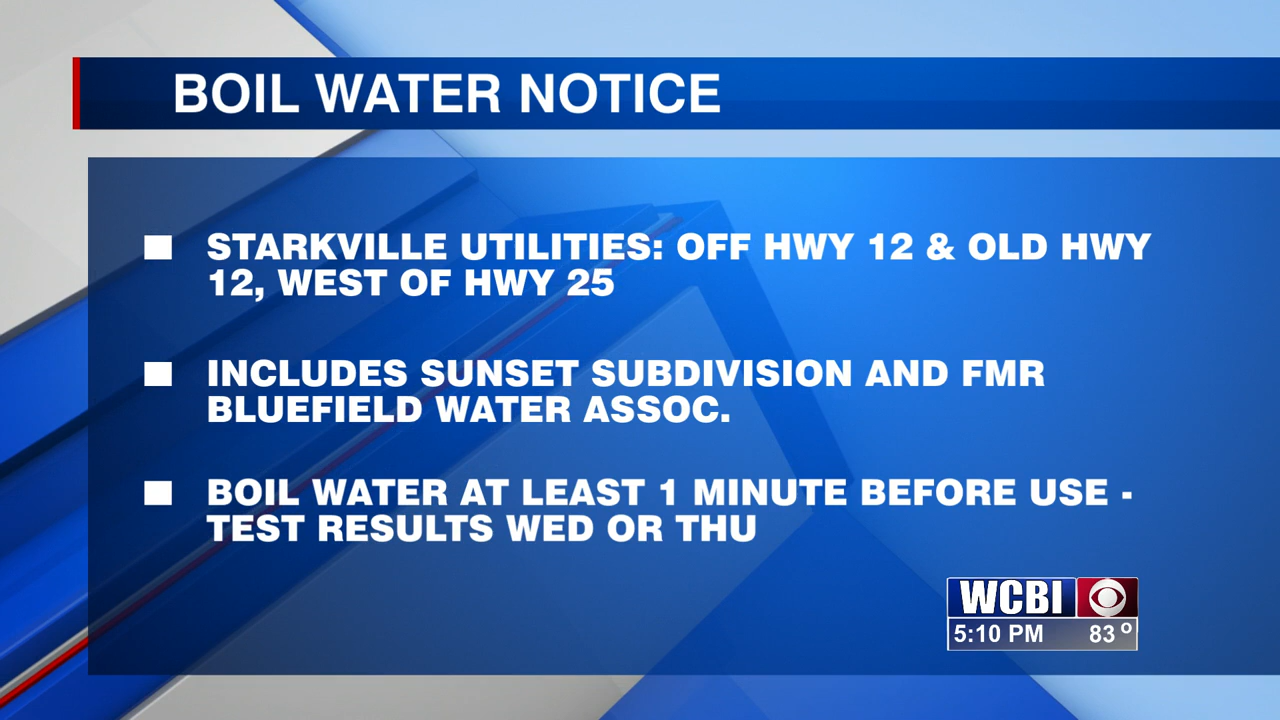 BOIL WATER NOTICE
■ STARKVILLE UTILITIES: OFF HWY 12 & OLD HWY
12, WEST OF HWY 25
■ INCLUDES SUNSET SUBDIVISION AND FMR
BLUEFIELD WATER ASSOC.
■ BOIL WATER AT LEAST 1 MINUTE BEFORE USE -
TEST RESULTS WED OR THU
WCBI
5:10 PM 83°